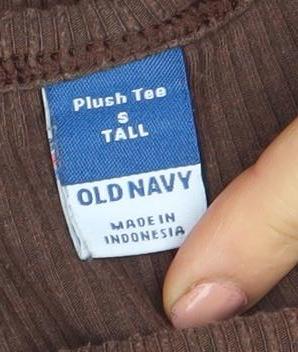 Plush Tee
S
TALL
OLD NAVY
MADE IN
INDONESIA